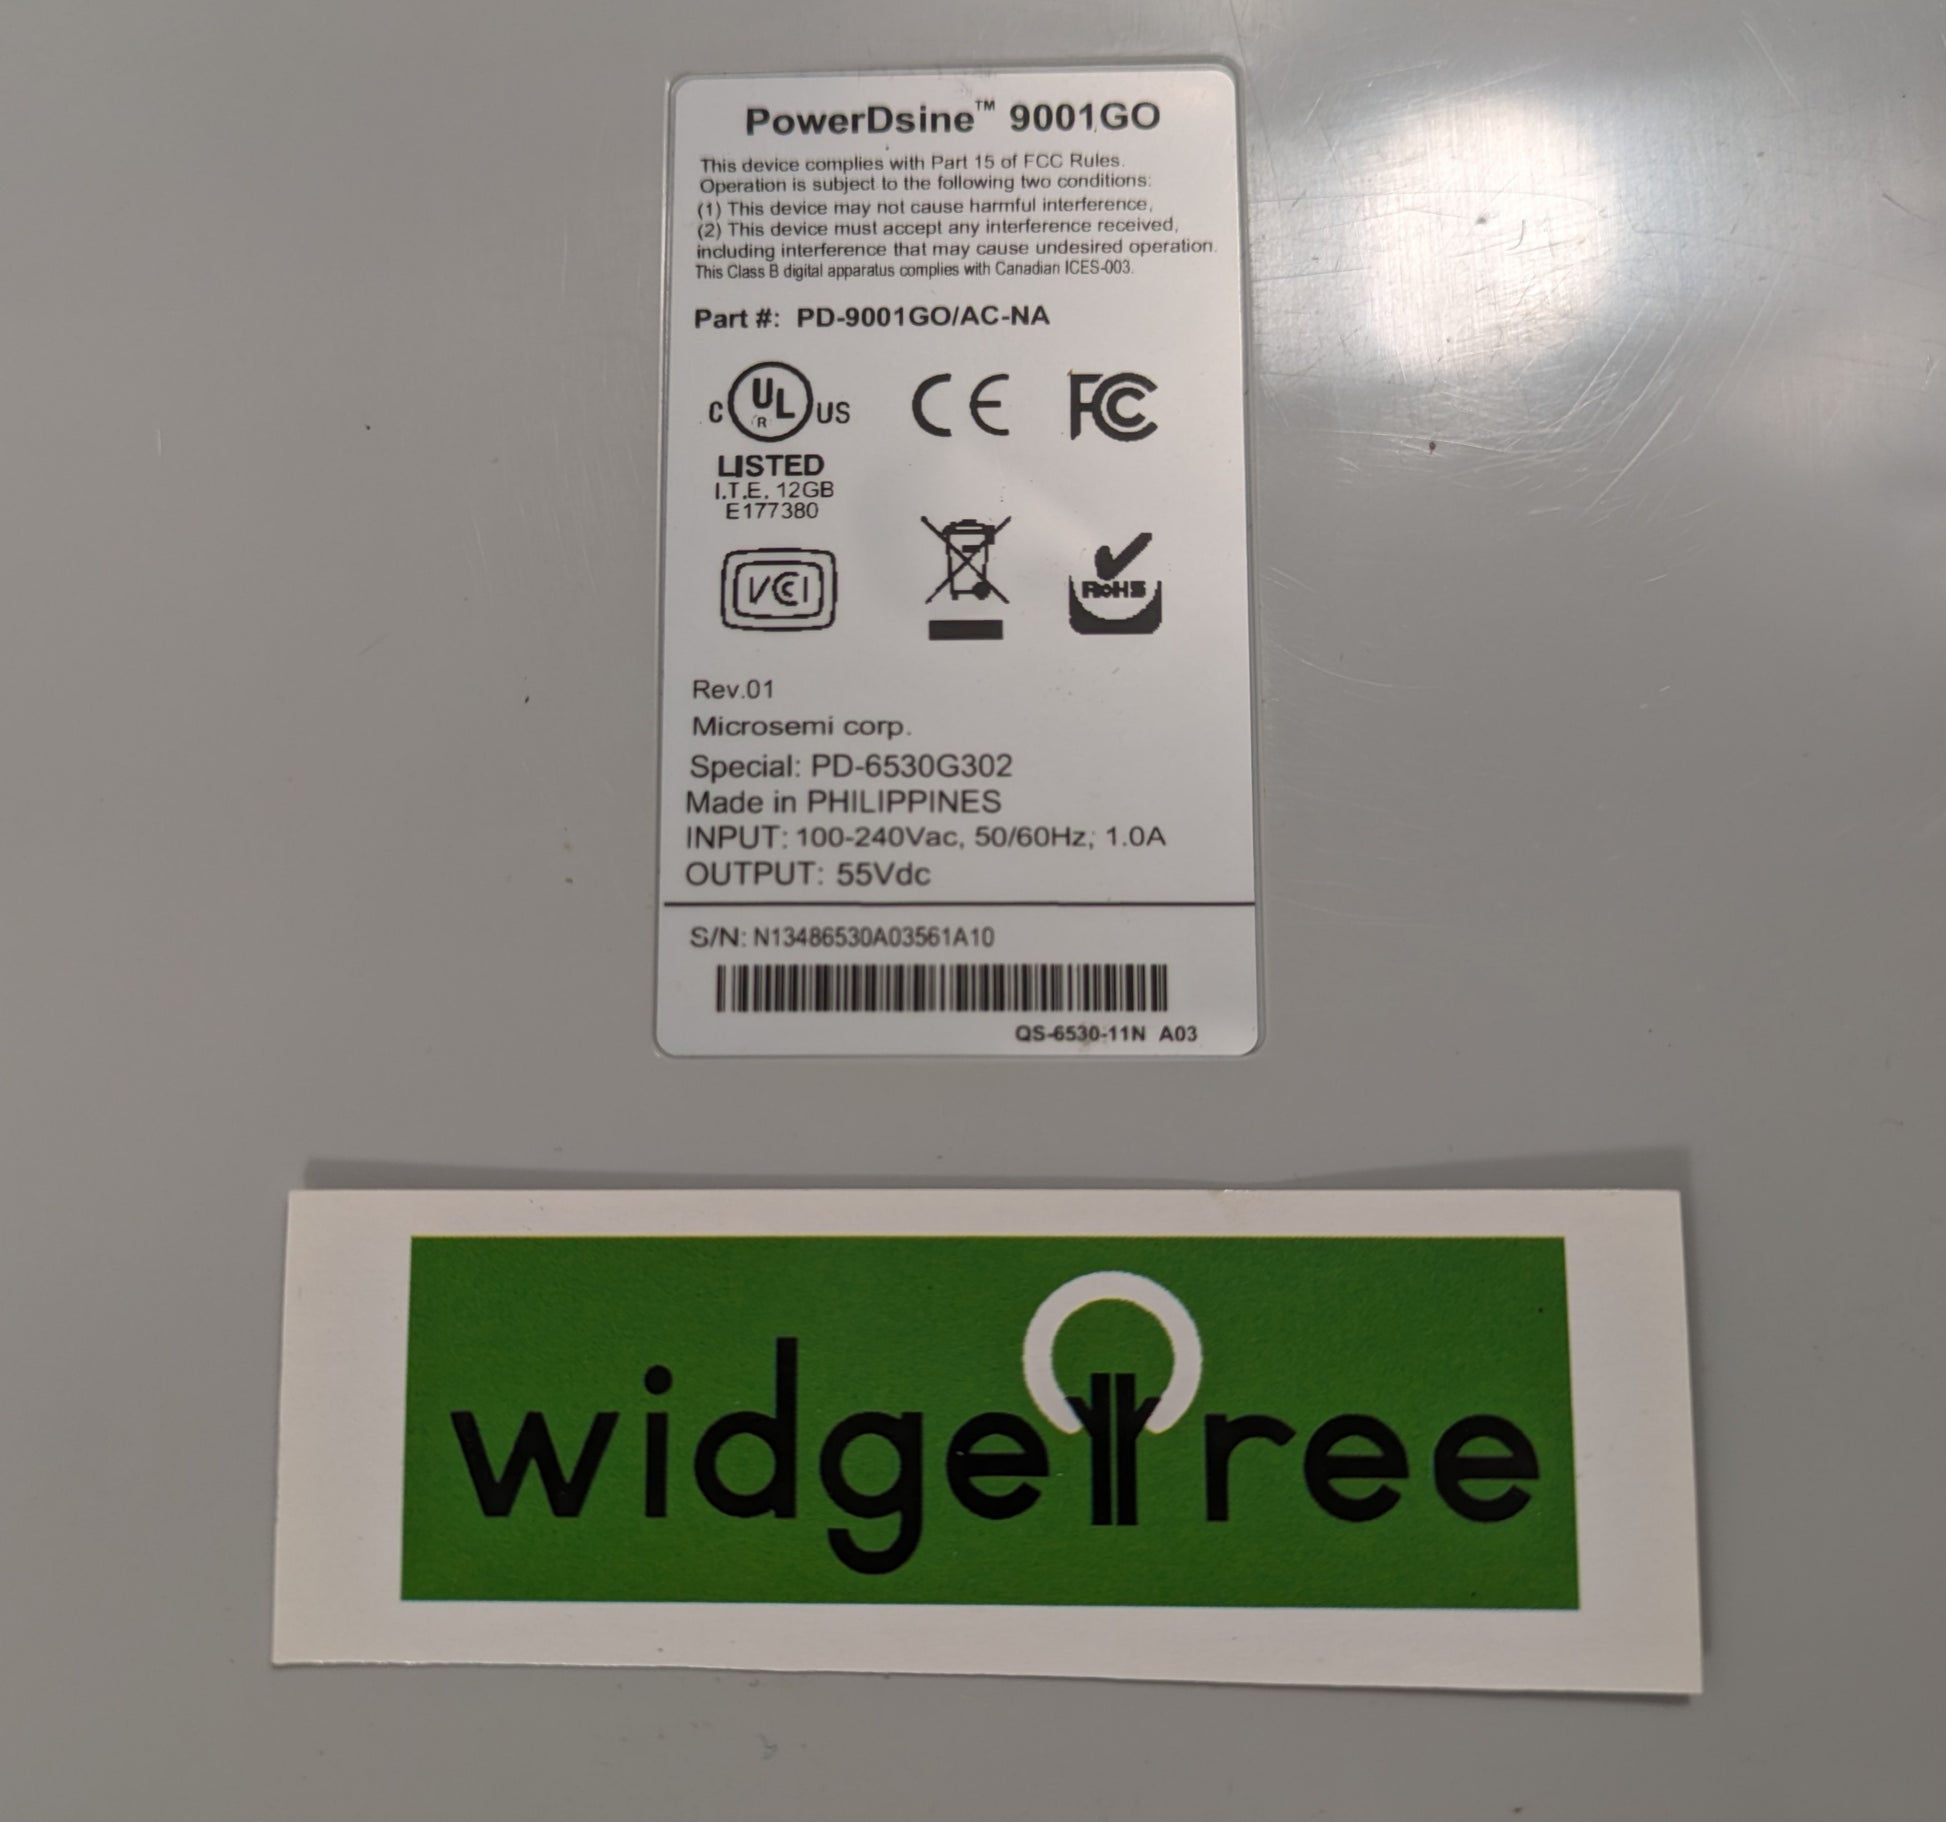 PowerDsine™ 9001GO
This device complies with Part 15 of FCC Rules.
Operation is subject to the following two conditions:
(1) This device may not cause harmful interference,
(2) This device must accept any interference received,
including interference that may cause undesired operation.
This Class B digital apparatus complies with Canadian ICES-003.
Part #: PD-9001GO/AC-NA
C UL R US
CE
FC
LISTED
I.T.E. 12GB
E177380
VCI
RoHS
Rev.01
Microsemi corp.
Special: PD-6530G302
Made in PHILIPPINES
INPUT: 100-240Vac, 50/60Hz; 1.0A
OUTPUT: 55Vdc
S/N: N13486530A03561A10
QS-6530-11N A03
widgetree